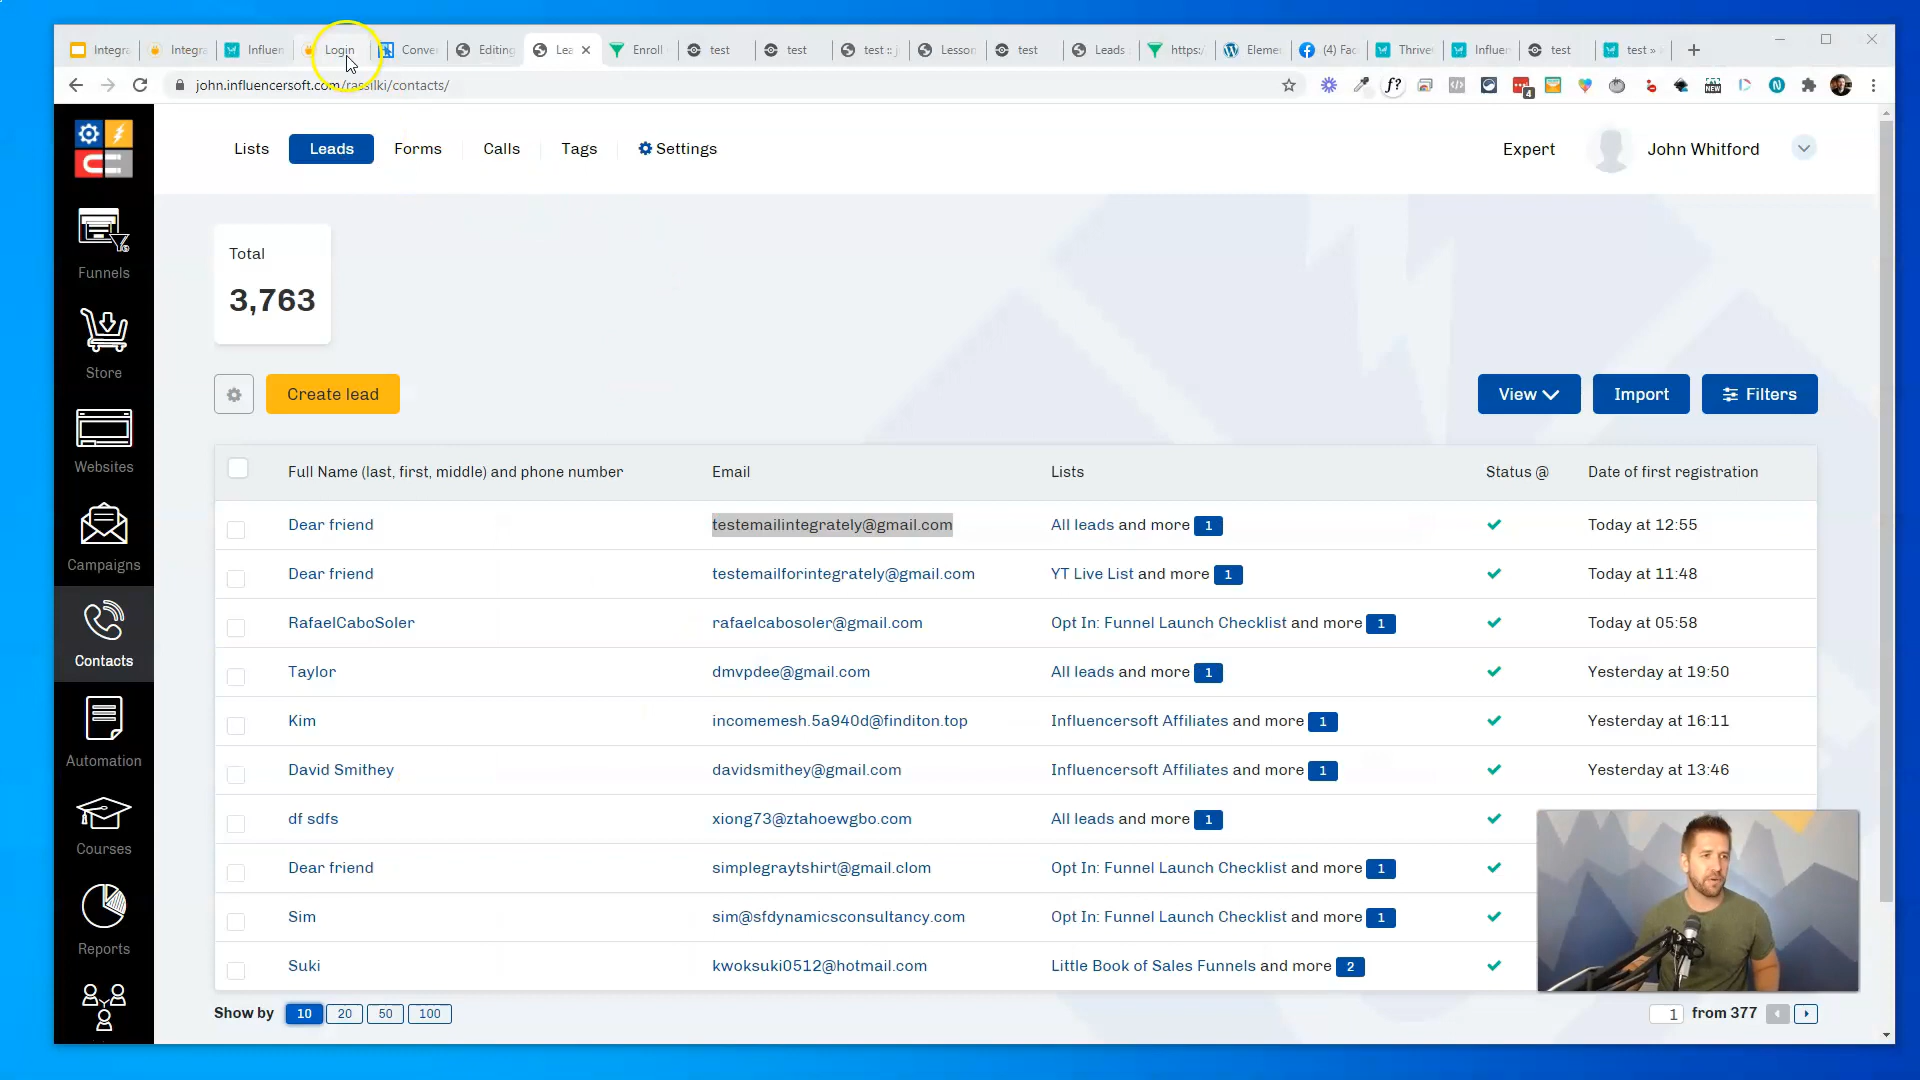 Integra
Integra
Influen
Login
Conver
Editing
Lea
Enroll
test
test
test :: j
Lesson
test
Leads
https:/
Eleme
(4) Fac
Thrive
Influen
test
test »
john.influencersoft.com/rassilki/contacts/
f?
4
NEW
N
Lists
Leads
Forms
Calls
Tags
Settings
Expert
John Whitford
Funnels
Store
Websites
Campaigns
Contacts
Automation
Courses
Reports
Total
3,763
Create lead
View
Import
Filters
Full Name (last, first, middle) and phone number Email Lists Status @ Date of first registration
Dear friend testemailintegrately@gmail.com All leads and more 1 Today at 12:55
Dear friend testemailforintegrately@gmail.com YT Live List and more 1 Today at 11:48
RafaelCaboSoler rafaelcabosoler@gmail.com Opt In: Funnel Launch Checklist and more 1 Today at 05:58
Taylor dmvpdee@gmail.com All leads and more 1 Yesterday at 19:50
Kim incomemesh.5a940d@finditon.top Influencersoft Affiliates and more 1 Yesterday at 16:11
David Smithey davidsmithey@gmail.com Influencersoft Affiliates and more 1 Yesterday at 13:46
df sdfs xiong73@ztahoewgbo.com All leads and more 1
Dear friend simplegraytshirt@gmail.clom Opt In: Funnel Launch Checklist and more 1
Sim sim@sfdynamicsconsultancy.com Opt In: Funnel Launch Checklist and more 1
Suki kwoksuki0512@hotmail.com Little Book of Sales Funnels and more 2
Show by 10 20 50 100
1 from 377